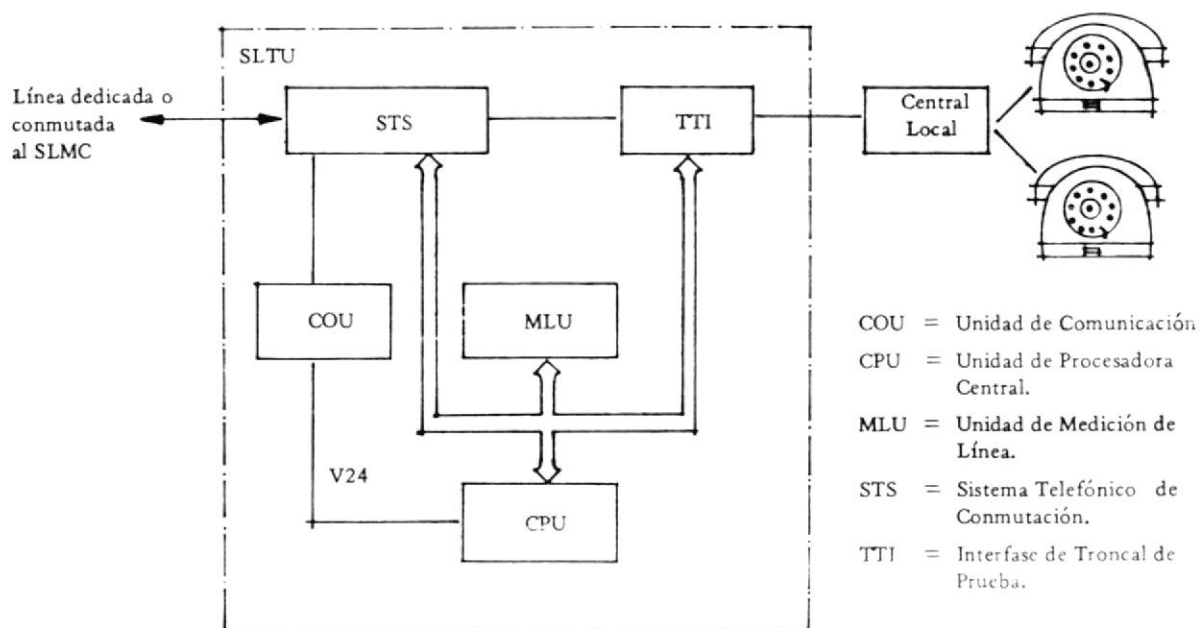 SLTU
Línea dedicada o
conmutada
al SLMC
STS
TTI
Central
Local
COU
MLU
V24
CPU
COU = Unidad de Comunicación
CPU = Unidad de Procesadora
Central.
MLU = Unidad de Medición de
Línea.
STS = Sistema Telefónico de
Conmutación.
TTI = Interfase de Troncal de
Prueba.